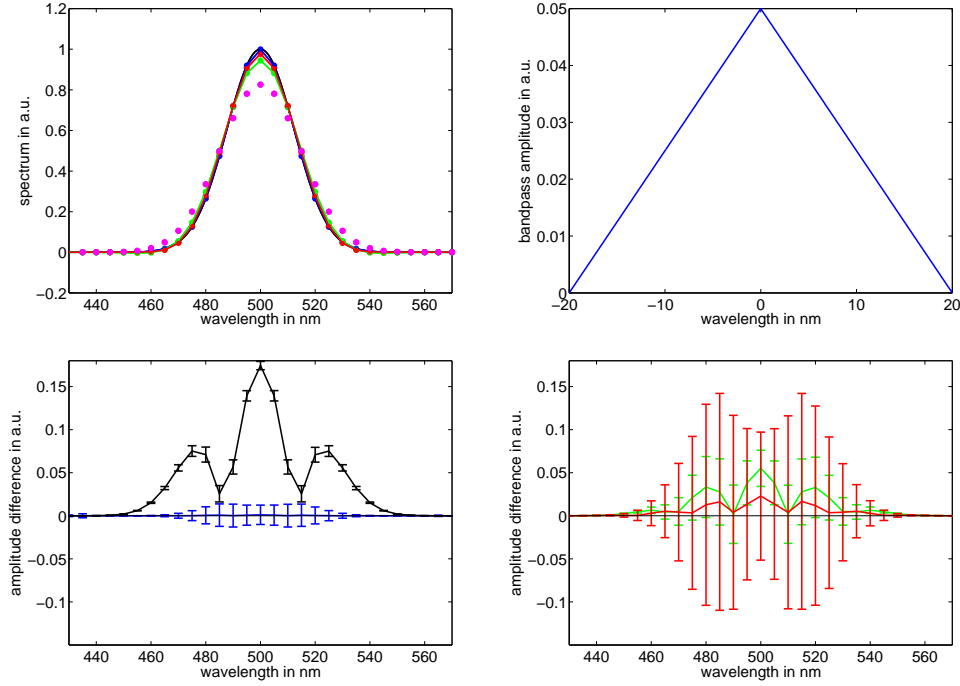 1.2
1
0.8
0.6
0.4
0.2
0
−0.2
spectrum in a.u.
440 460 480 500 520 540 560
wavelength in nm
0.05
0.04
0.03
0.02
0.01
0
bandpass amplitude in a.u.
−20 −10 0 10 20
wavelength in nm
0.15
0.1
0.05
0
−0.05
−0.1
amplitude difference in a.u.
440 460 480 500 520 540 560
wavelength in nm
0.15
0.1
0.05
0
−0.05
−0.1
amplitude difference in a.u.
440 460 480 500 520 540 560
wavelength in nm